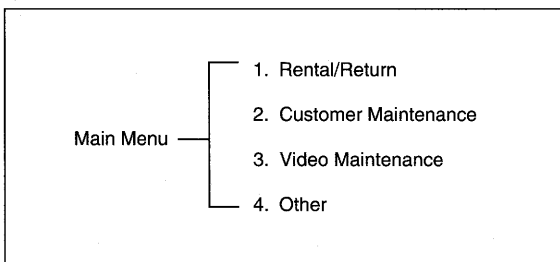 1. Rental/Return
2. Customer Maintenance
Main Menu
3. Video Maintenance
4. Other